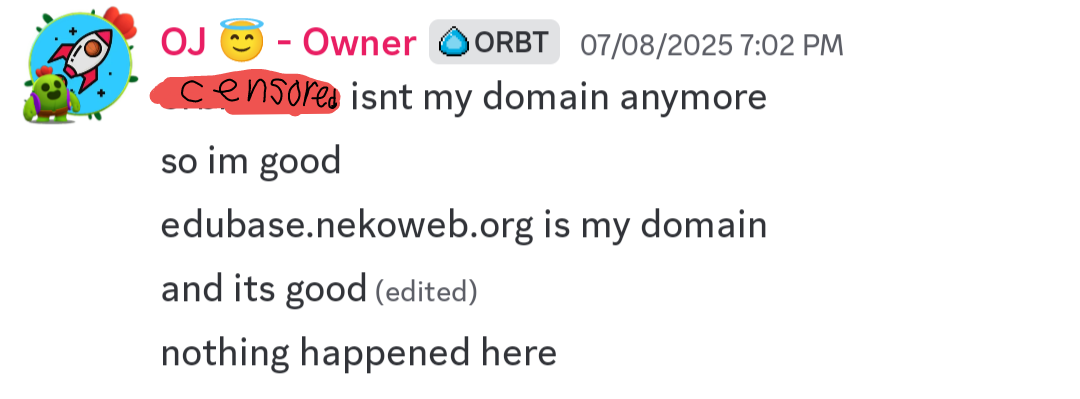 OJ 😇 - Owner ORBT 07/08/2025 7:02 PM
censored isnt my domain anymore
so im good
edubase.nekoweb.org is my domain
and its good (edited)
nothing happened here